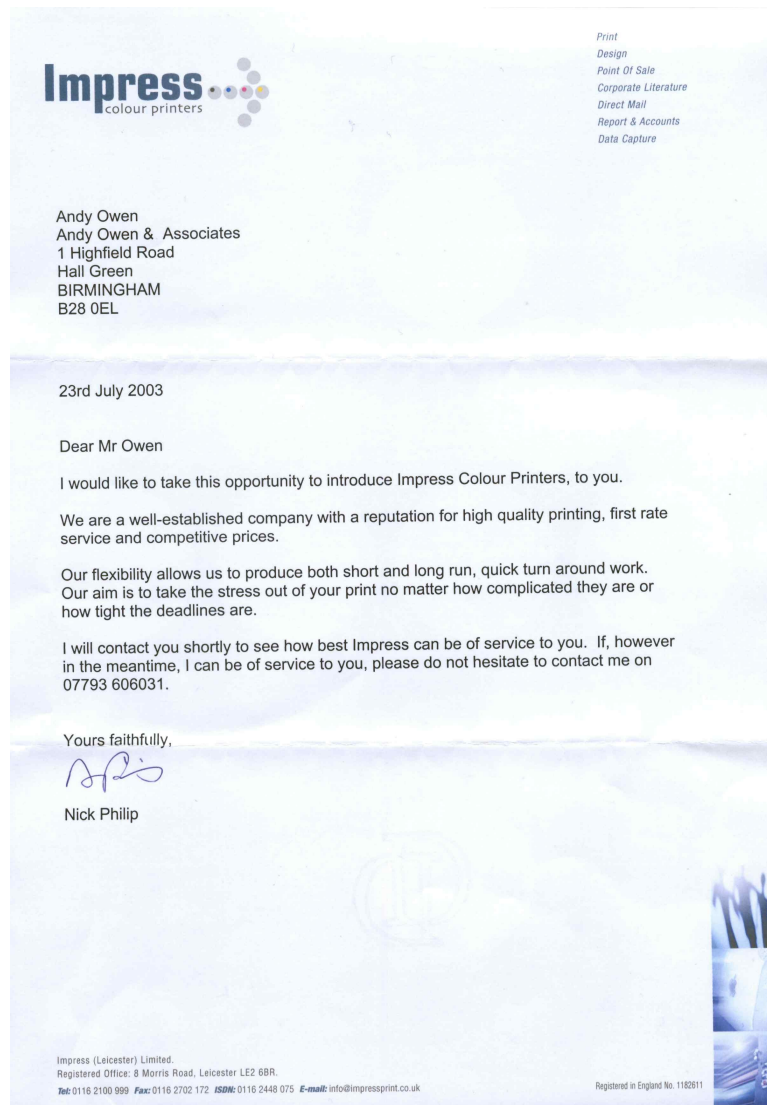 Impress
colour printers
Print
Design
Point Of Sale
Corporate Literature
Direct Mail
Report & Accounts
Data Capture
Andy Owen
Andy Owen & Associates
1 Highfield Road
Hall Green
BIRMINGHAM
B28 0EL
23rd July 2003
Dear Mr Owen
I would like to take this opportunity to introduce Impress Colour Printers, to you.
We are a well-established company with a reputation for high quality printing, first rate
service and competitive prices.
Our flexibility allows us to produce both short and long run, quick turn around work.
Our aim is to take the stress out of your print no matter how complicated they are or
how tight the deadlines are.
I will contact you shortly to see how best Impress can be of service to you.  If, however
in the meantime, I can be of service to you, please do not hesitate to contact me on
07793 606031.
Yours faithfully,
Nick Philip
Impress (Leicester) Limited.
Registered Office: 8 Morris Road, Leicester LE2 6BR.
Tel: 0116 2100 999 Fax: 0116 2702 172 ISDN: 0116 2448 075 E-mail: info@impressprint.co.uk
Registered in England No. 1182611